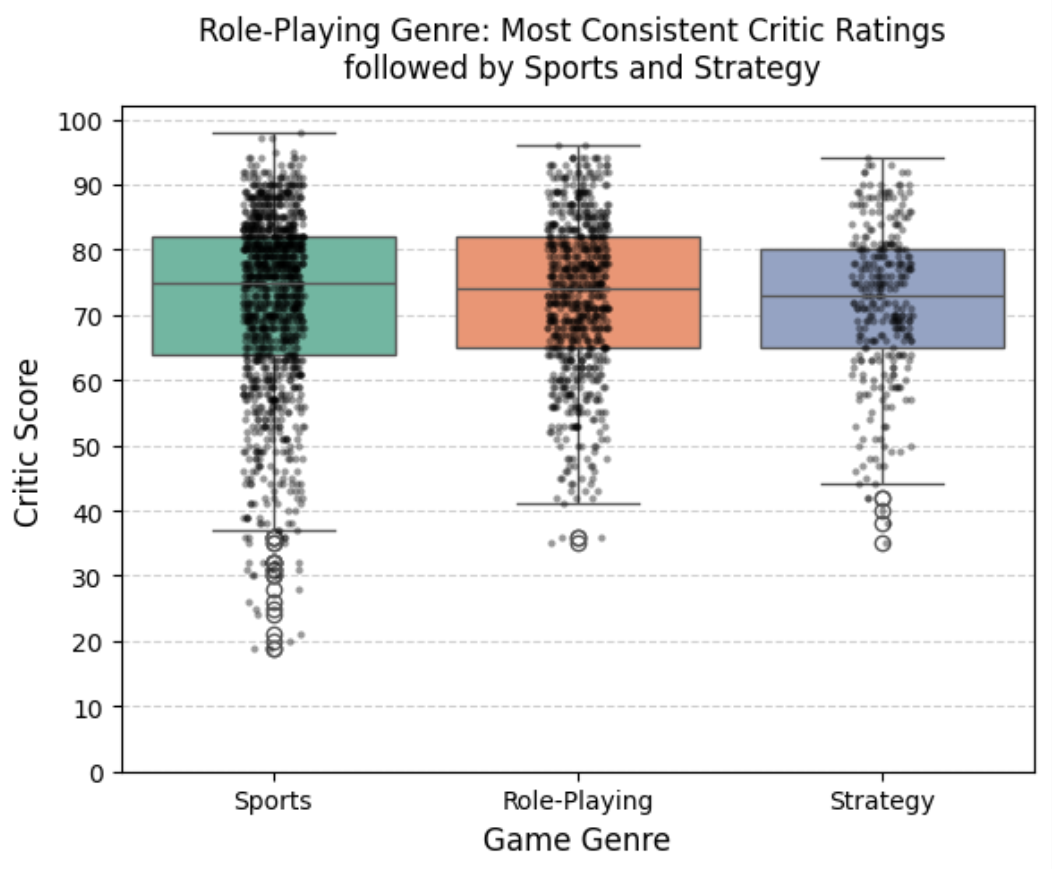 Role-Playing Genre: Most Consistent Critic Ratings
followed by Sports and Strategy
100
90
80
70
60
50
40
30
20
10
0
Critic Score
Sports
Role-Playing
Strategy
Game Genre